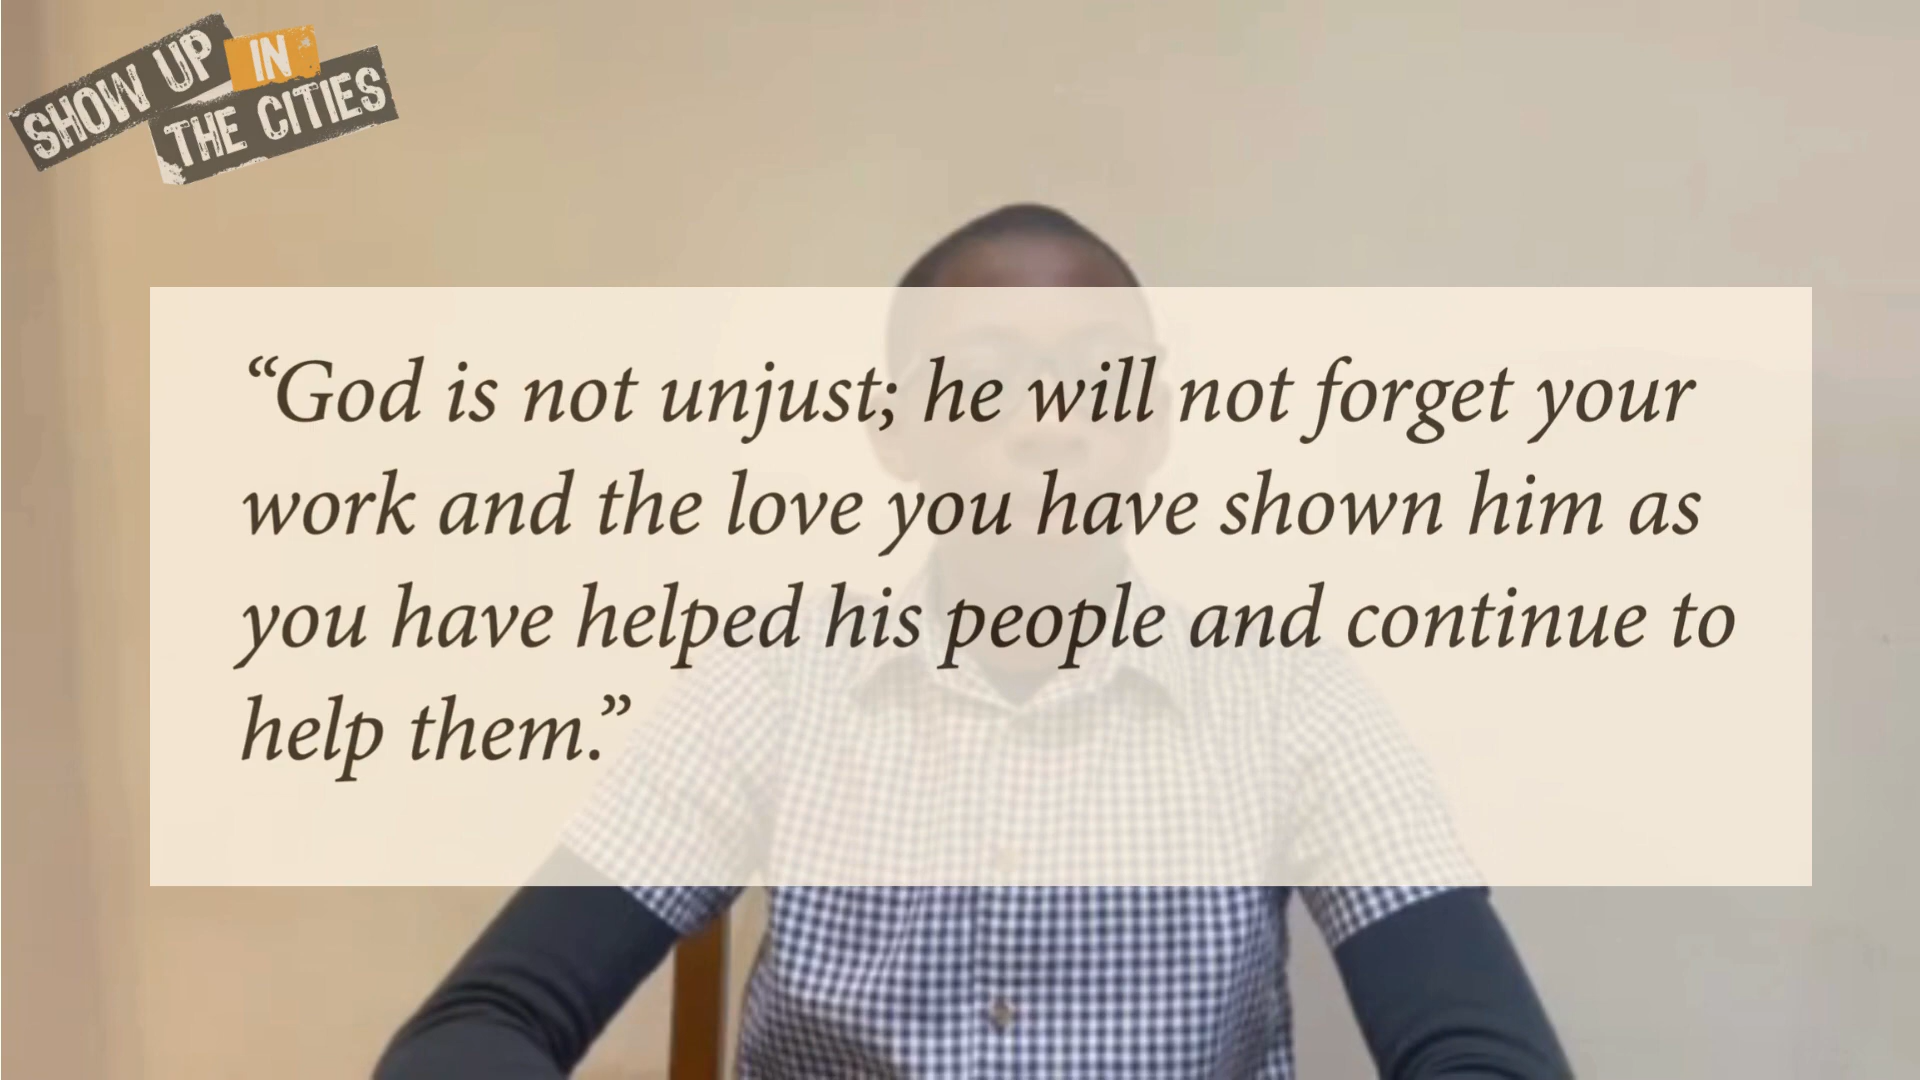 SHOW UP IN
THE CITIES
“God is not unjust; he will not forget your
work and the love you have shown him as
you have helped his people and continue to
help them.”